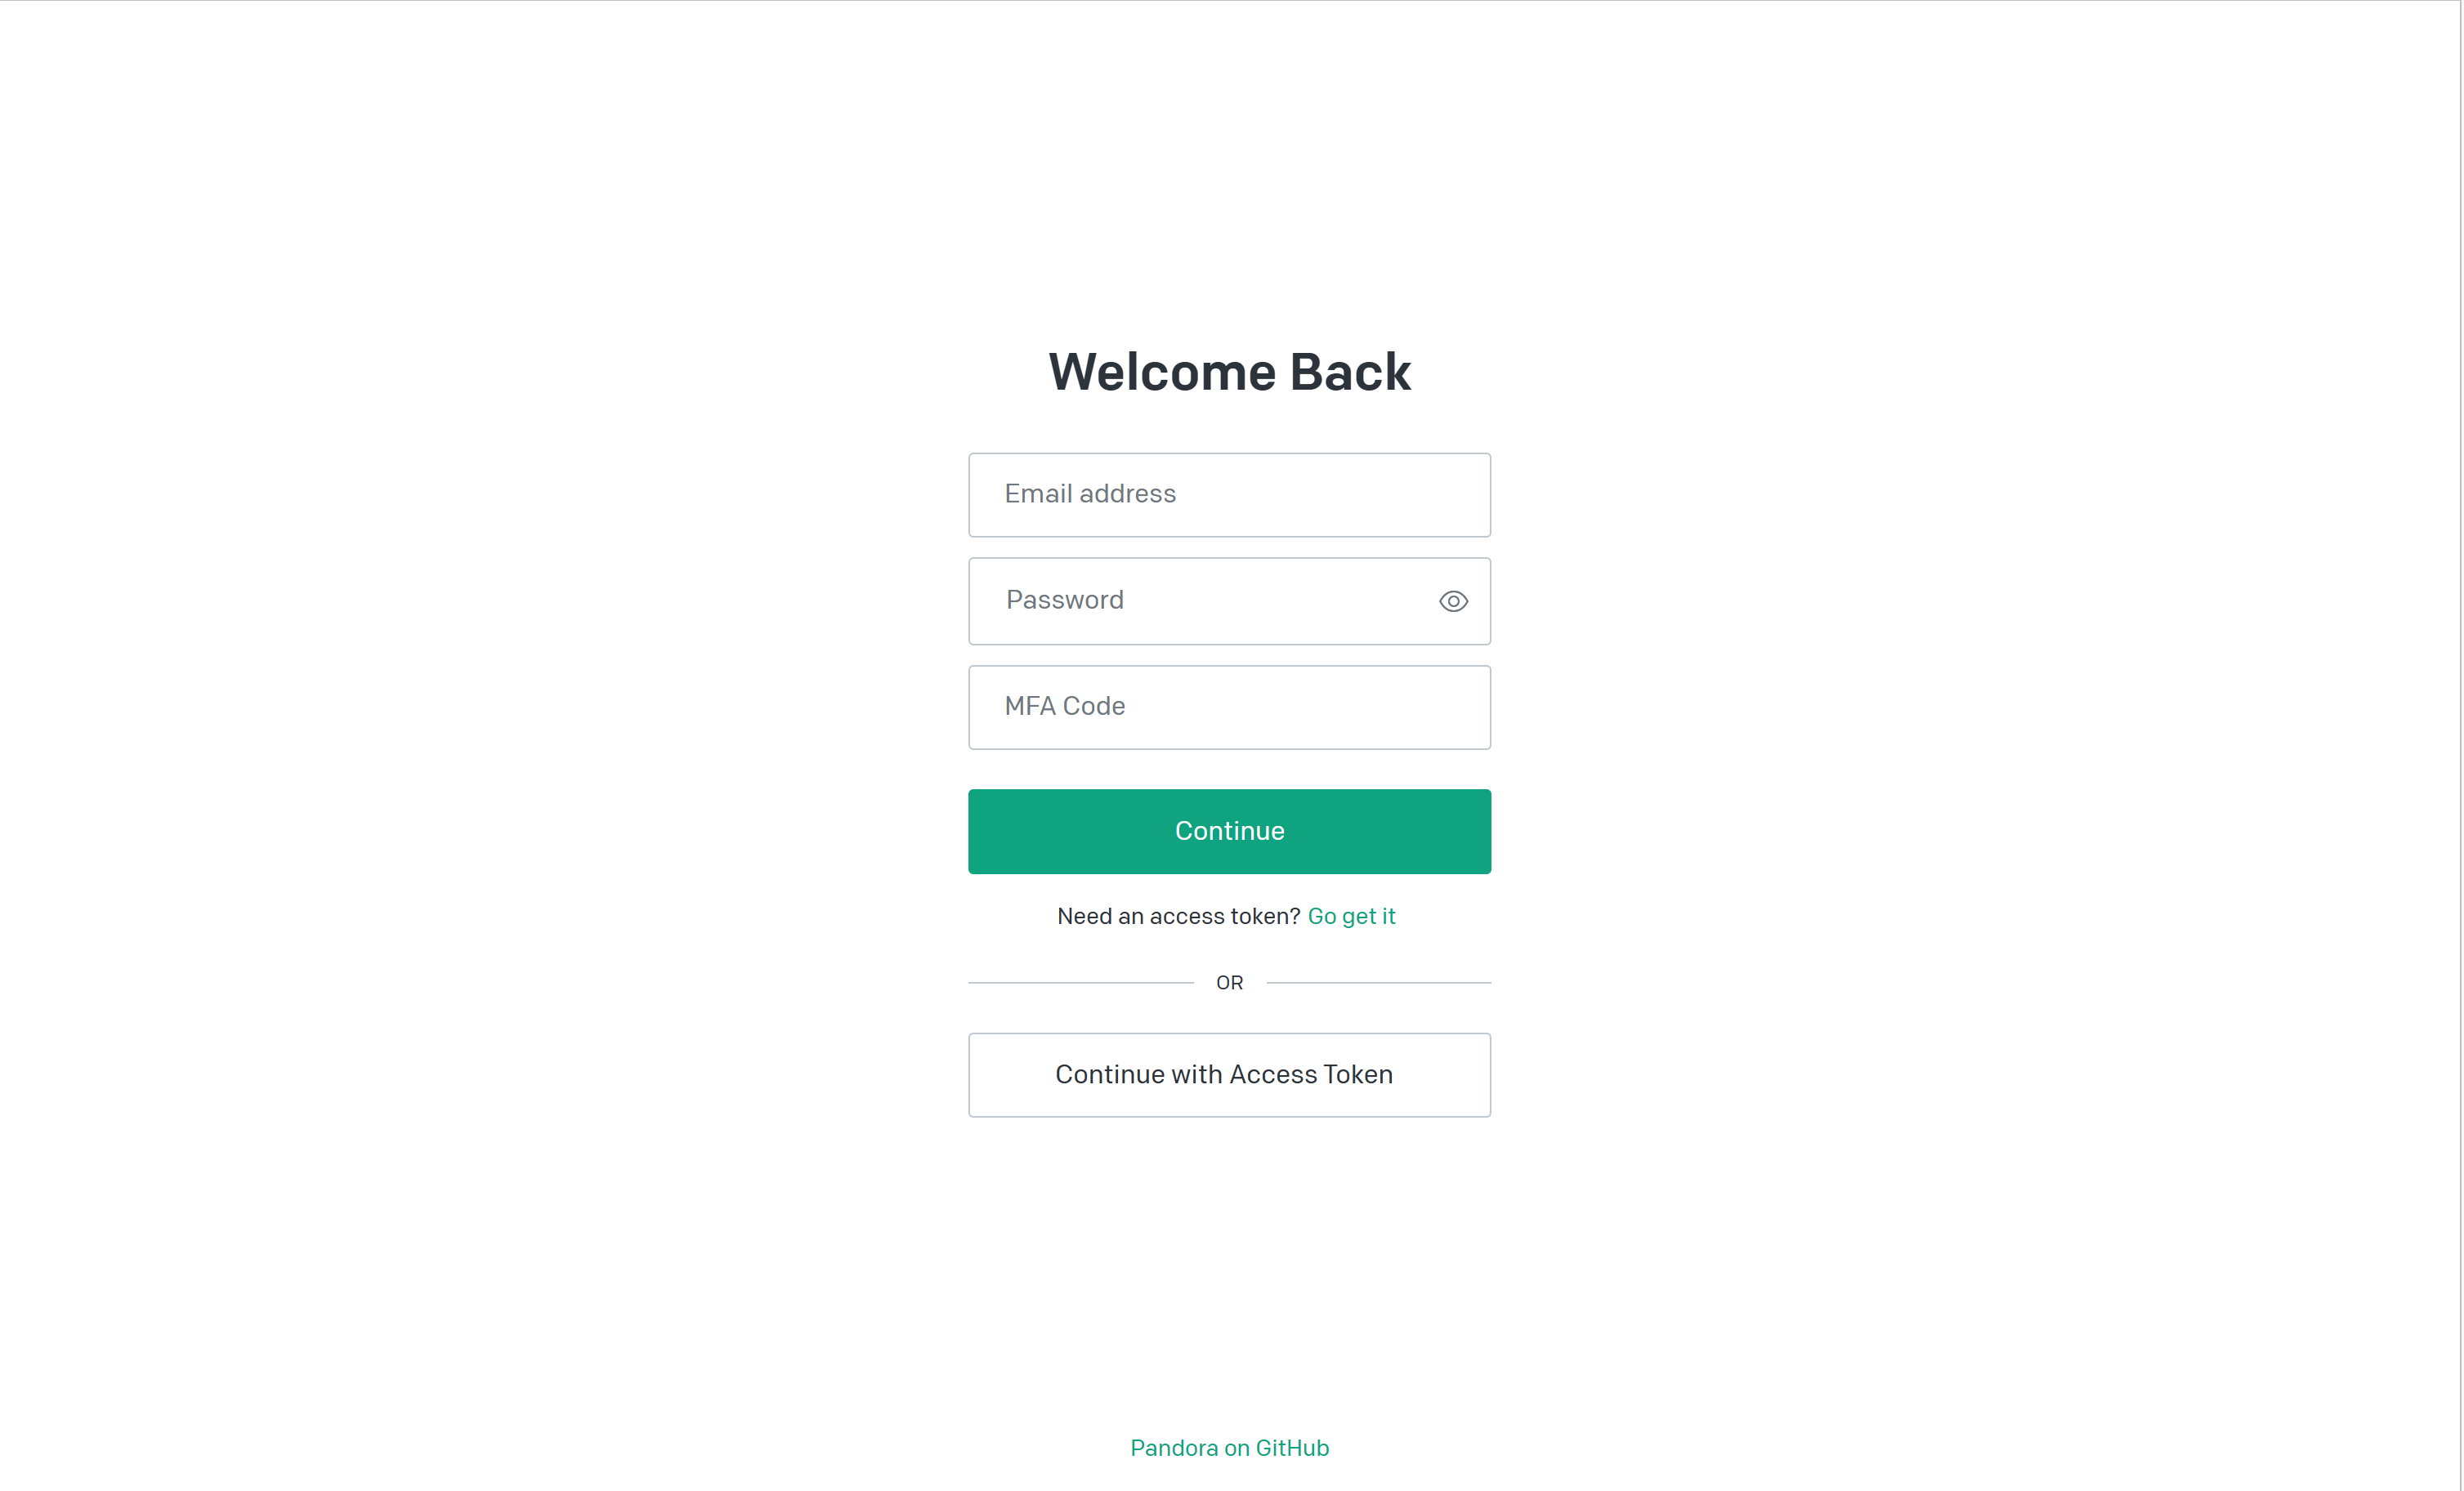 Welcome Back
Email address
Password
MFA Code
Continue
Need an access token? Go get it
OR
Continue with Access Token
Pandora on GitHub